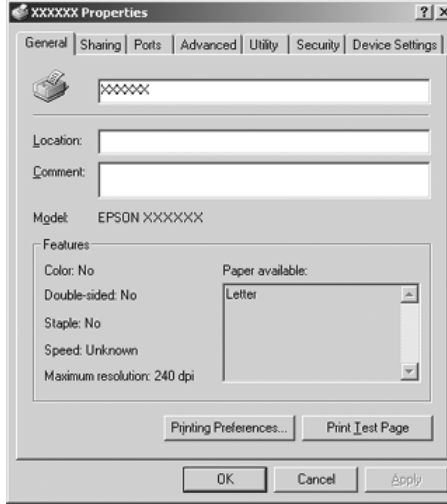 XXXXXX Properties
General Sharing Ports Advanced Utility Security Device Settings
XXXXXX
Location:
Comment:
Model: EPSON XXXXXX
Features
Color: No
Paper available:
Double-sided: No
Letter
Staple: No
Speed: Unknown
Maximum resolution: 240 dpi
Printing Preferences... Print Test Page
OK Cancel Apply